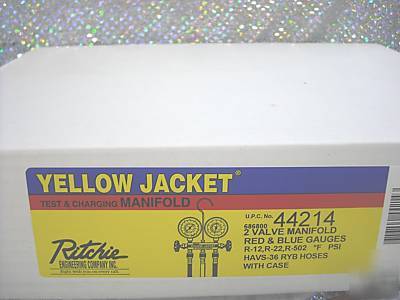 YELLOW JACKET®
TEST & CHARGING MANIFOLD
U.P.C. No.
686800 44214
2 VALVE MANIFOLD
RED & BLUE GAUGES
R-12,R-22,R-502 °F PSI
HAVS-36 RYB HOSES
WITH CASE
Ritchie
ENGINEERING COMPANY INC.